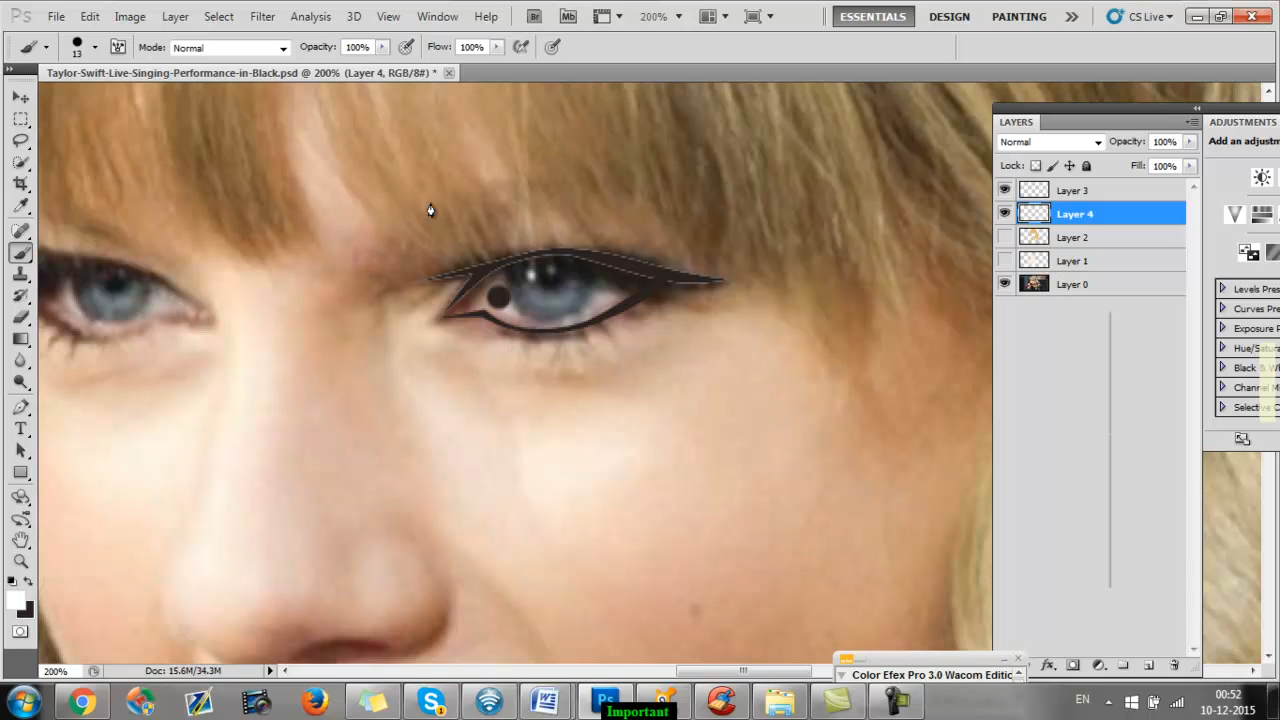 Ps File Edit Image Layer Select Filter Analysis 3D View Window Help Br Mb 200% ESSENTIALS DESIGN PAINTING CS Live
13 Mode: Normal Opacity: 100% Flow: 100%
Taylor-Swift-Live-Singing-Performance-in-Black.psd @ 200% (Layer 4, RGB/8#) *
LAYERS
Normal Opacity: 100%
Lock: Fill: 100%
Layer 3
Layer 4
Layer 2
Layer 1
Layer 0
ADJUSTMENTS
Add an adjustm
Levels Pres
Curves Pre
Exposure P
Hue/Satura
Black & Wh
Channel Mi
Selective C
200% Doc: 15.6M/34.3M
Color Efex Pro 3.0 Wacom Editic
Important
EN
00:52
10-12-2015